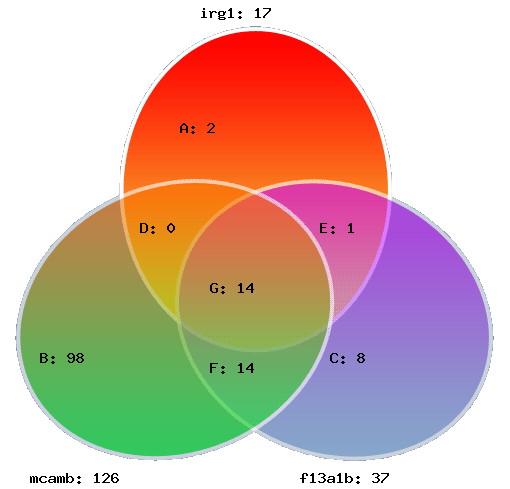 irg1: 17
A: 2
D: 0
E: 1
G: 14
B: 98
F: 14
C: 8
mcamb: 126
f13a1b: 37